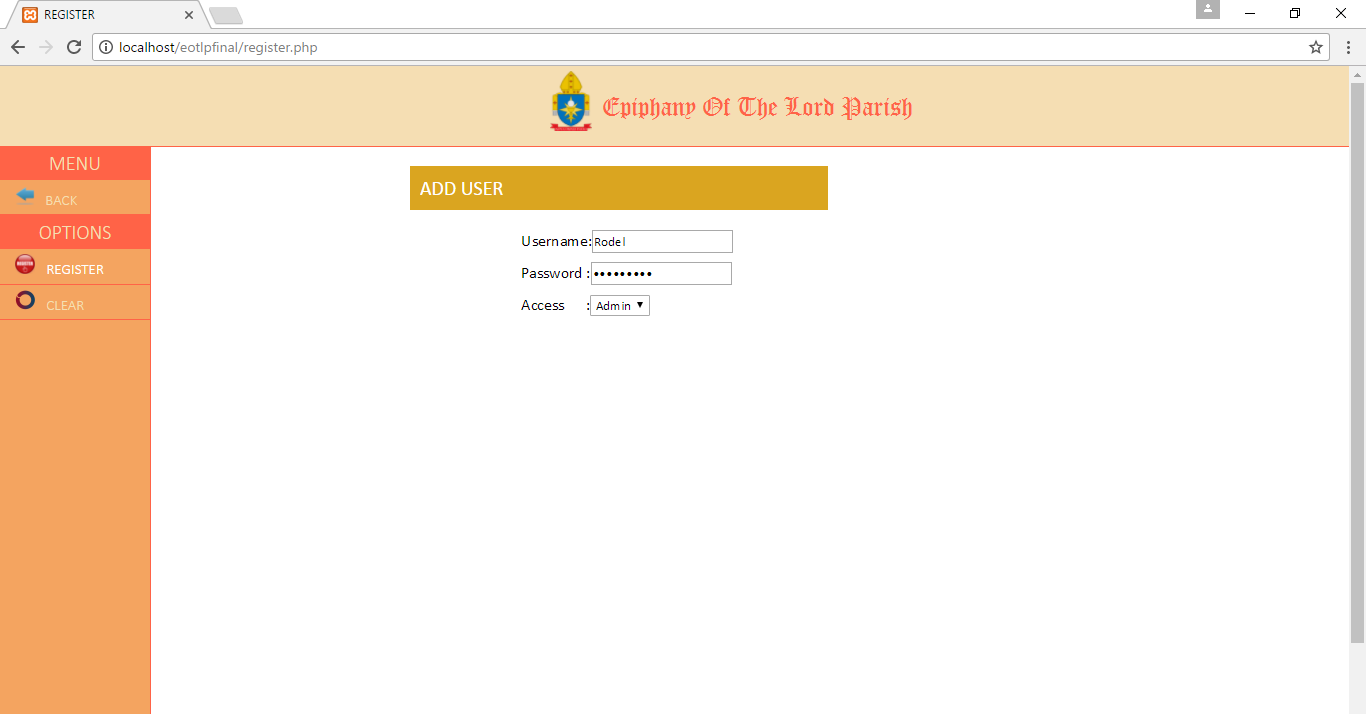 REGISTER
localhost/eotlpfinal/register.php
Epiphany Of The Lord Parish
MENU
BACK
OPTIONS
REGISTER
CLEAR
ADD USER
Username:Rodel
Password :•••••••••
Access :Admin